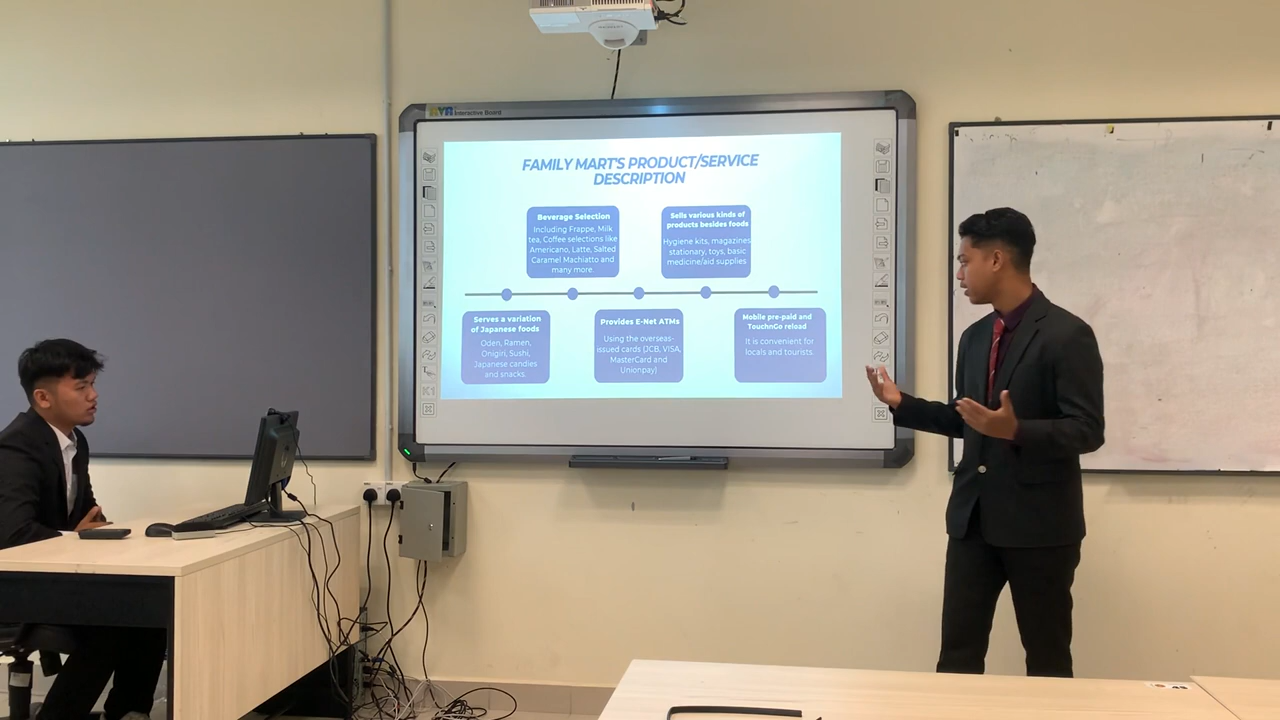 AYA Interactive Board
FAMILY MART'S PRODUCT/SERVICE
DESCRIPTION
Beverage Selection
Including Frappe, Milk
tea, Coffee selections like
Americano, Latte, Salted
Caramel Machiatto and
many more.
Sells various kinds of
products besides foods
Hygiene kits, magazines
stationary, toys, basic
medicine/aid supplies
Serves a variation
of Japanese foods
Oden, Ramen,
Onigiri, Sushi,
Japanese candies
and snacks.
Provides E-Net ATMs
Using the overseas-
issued cards (JCB, VISA,
MasterCard and
Unionpay)
Mobile pre-paid and
TouchnGo reload
It is convenient for
locals and tourists.